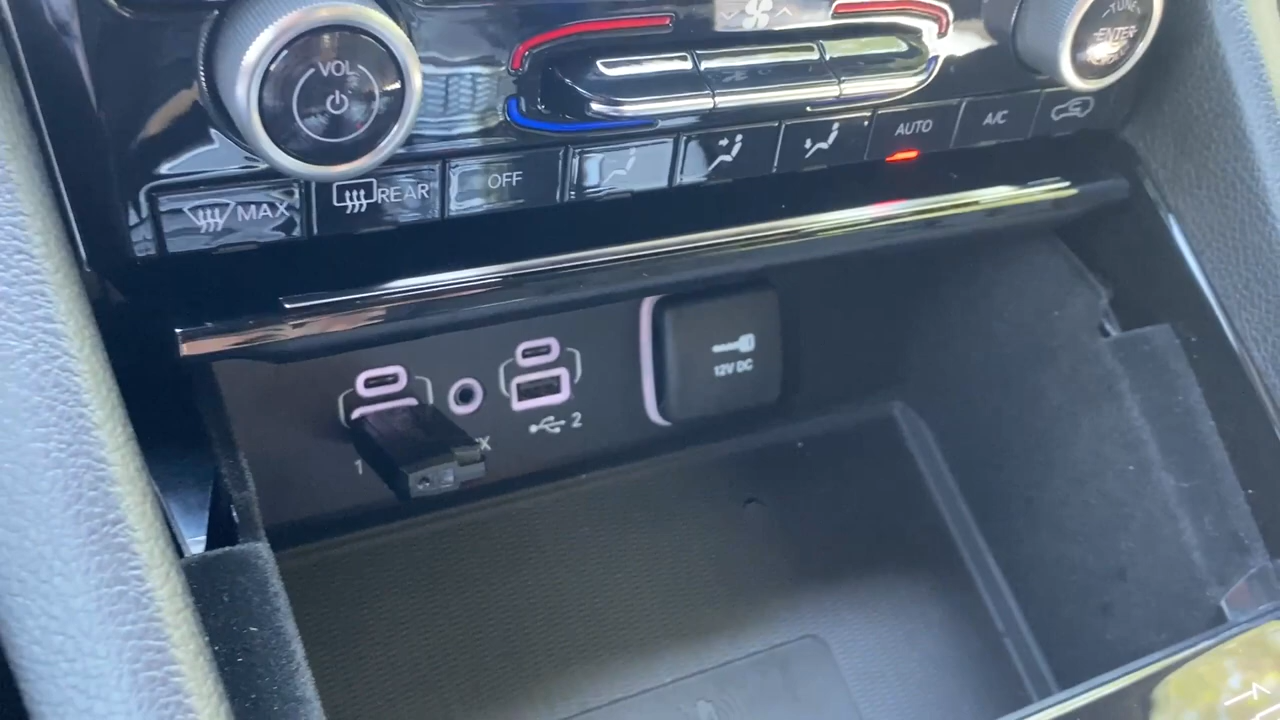 VOL
TUNE
ENTER
MAX
REAR
OFF
AUTO
A/C
12V DC
1
X
2